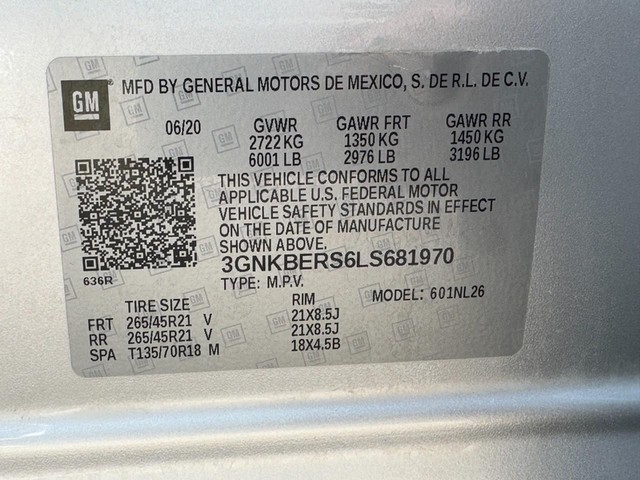 GM
MFD BY GENERAL MOTORS DE MEXICO, S. DE R.L. DE C.V.
06/20 GVWR GAWR FRT GAWR RR
2722 KG 1350 KG 1450 KG
6001 LB 2976 LB 3196 LB
THIS VEHICLE CONFORMS TO ALL
APPLICABLE U.S. FEDERAL MOTOR
VEHICLE SAFETY STANDARDS IN EFFECT
ON THE DATE OF MANUFACTURE
SHOWN ABOVE.
3GNKBERS6LS681970
636R
TYPE: M.P.V. MODEL: 601NL26
TIRE SIZE RIM
FRT 265/45R21 V 21X8.5J
RR 265/45R21 V 21X8.5J
SPA T135/70R18 M 18X4.5B